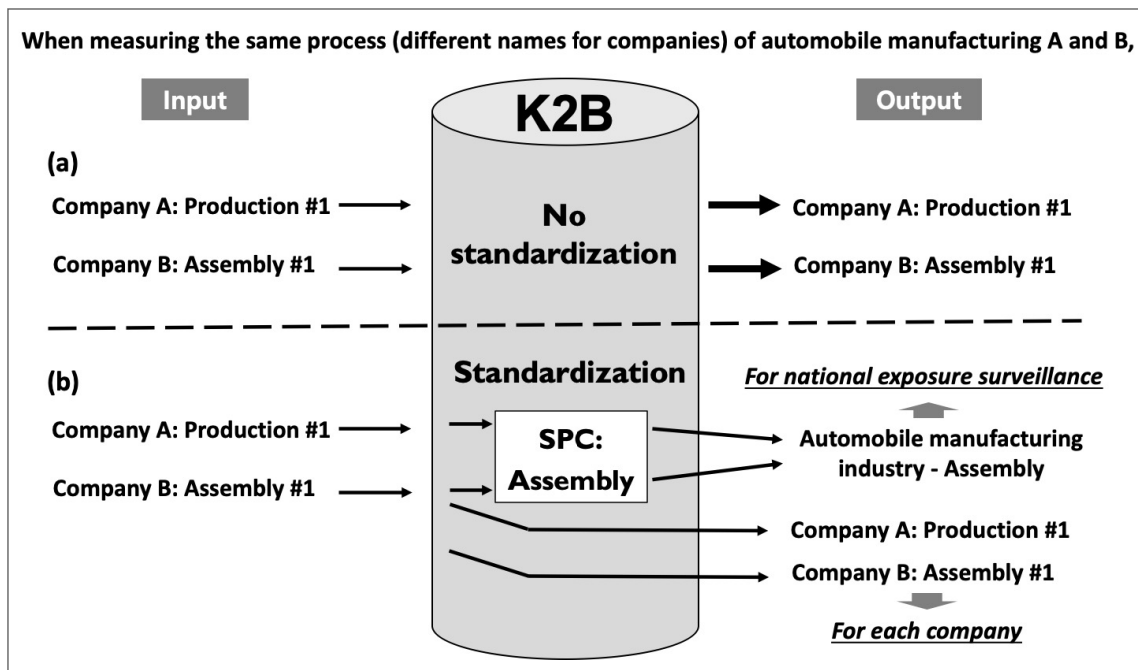 When measuring the same process (different names for companies) of automobile manufacturing A and B,
Input
K2B
Output
(a)
Company A: Production #1
Company B: Assembly #1
No
standardization
Company A: Production #1
Company B: Assembly #1
(b)
Company A: Production #1
Company B: Assembly #1
Standardization
SPC:
Assembly
For national exposure surveillance
Automobile manufacturing
industry - Assembly
Company A: Production #1
Company B: Assembly #1
For each company